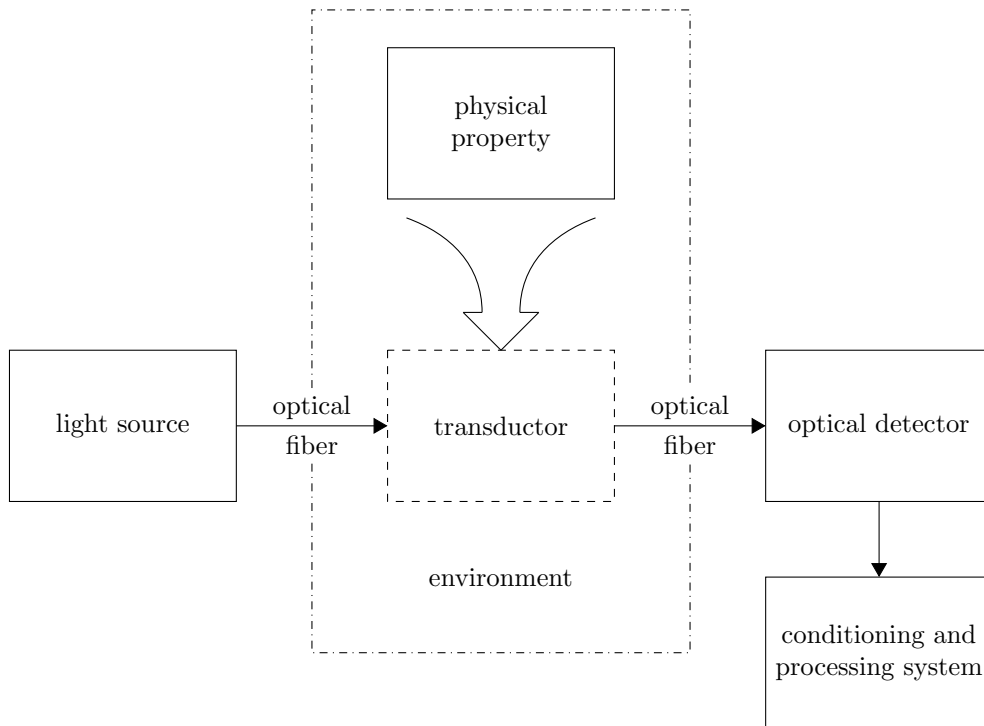 physical
property
light source
optical
fiber
transductor
optical
fiber
optical detector
environment
conditioning and
processing system